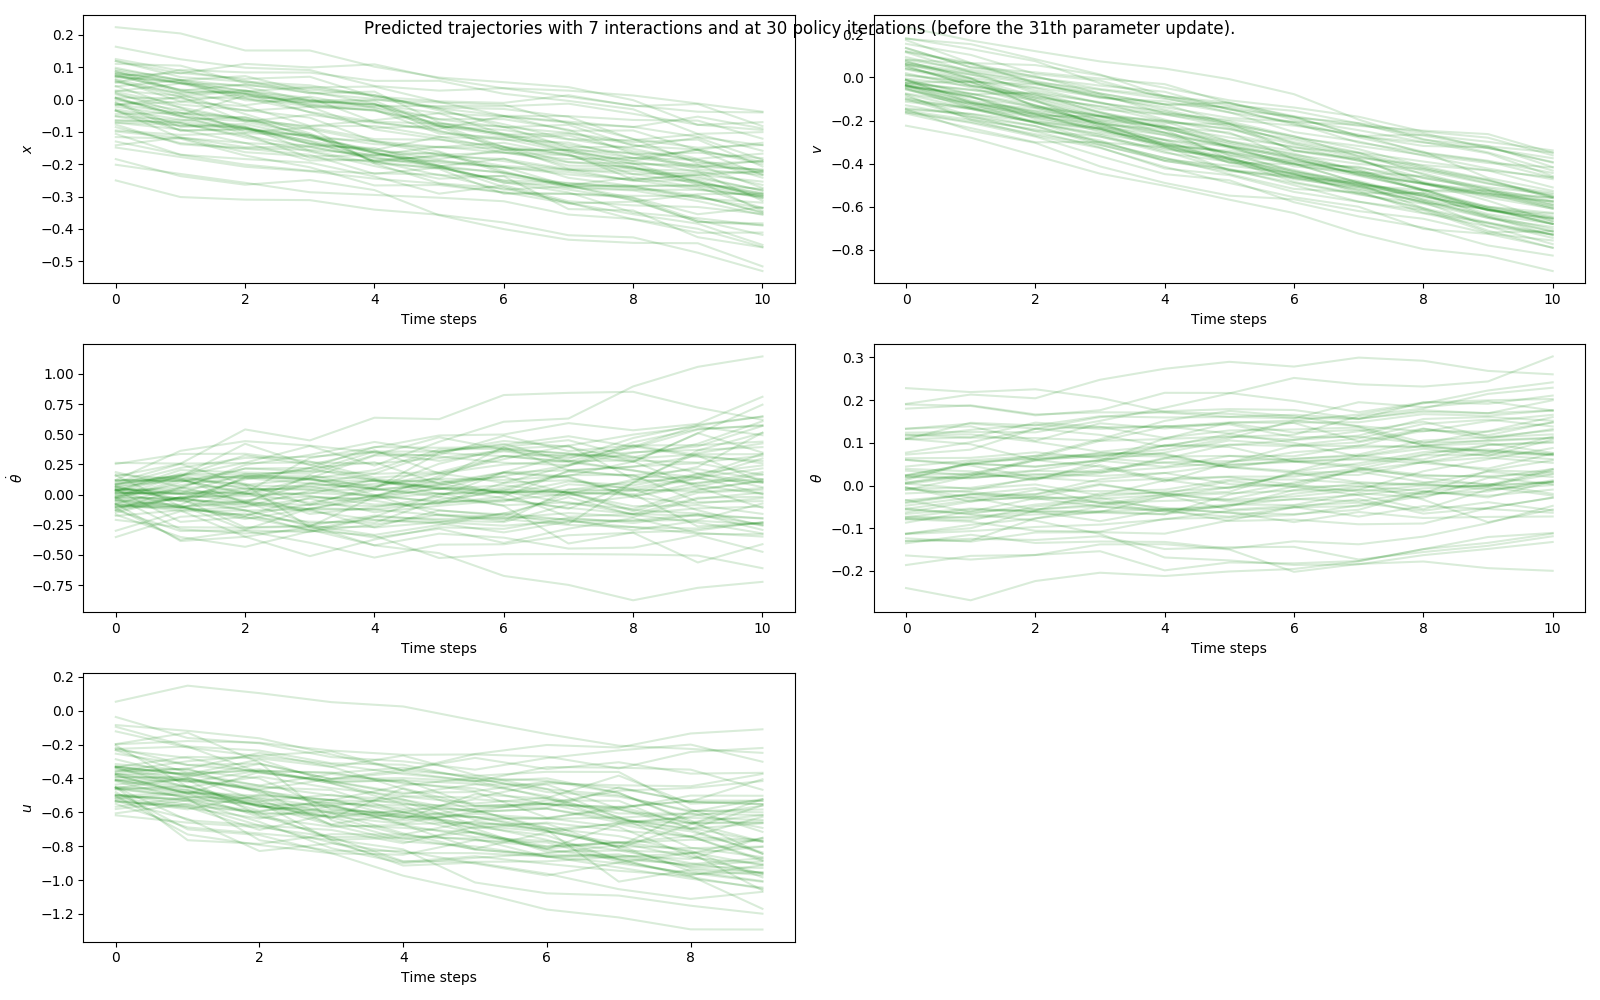 Predicted trajectories with 7 interactions and at 30 policy iterations (before the 31th parameter update).
0.2
0.1
0.0
−0.1
−0.2
−0.3
−0.4
−0.5
x
0 2 4 6 8 10
Time steps
0.2
0.0
−0.2
−0.4
−0.6
−0.8
v
0 2 4 6 8 10
Time steps
1.00
0.75
0.50
0.25
0.00
−0.25
−0.50
−0.75
θ̇
0 2 4 6 8 10
Time steps
0.3
0.2
0.1
0.0
−0.1
−0.2
θ
0 2 4 6 8 10
Time steps
0.2
0.0
−0.2
−0.4
−0.6
−0.8
−1.0
−1.2
u
0 2 4 6 8
Time steps